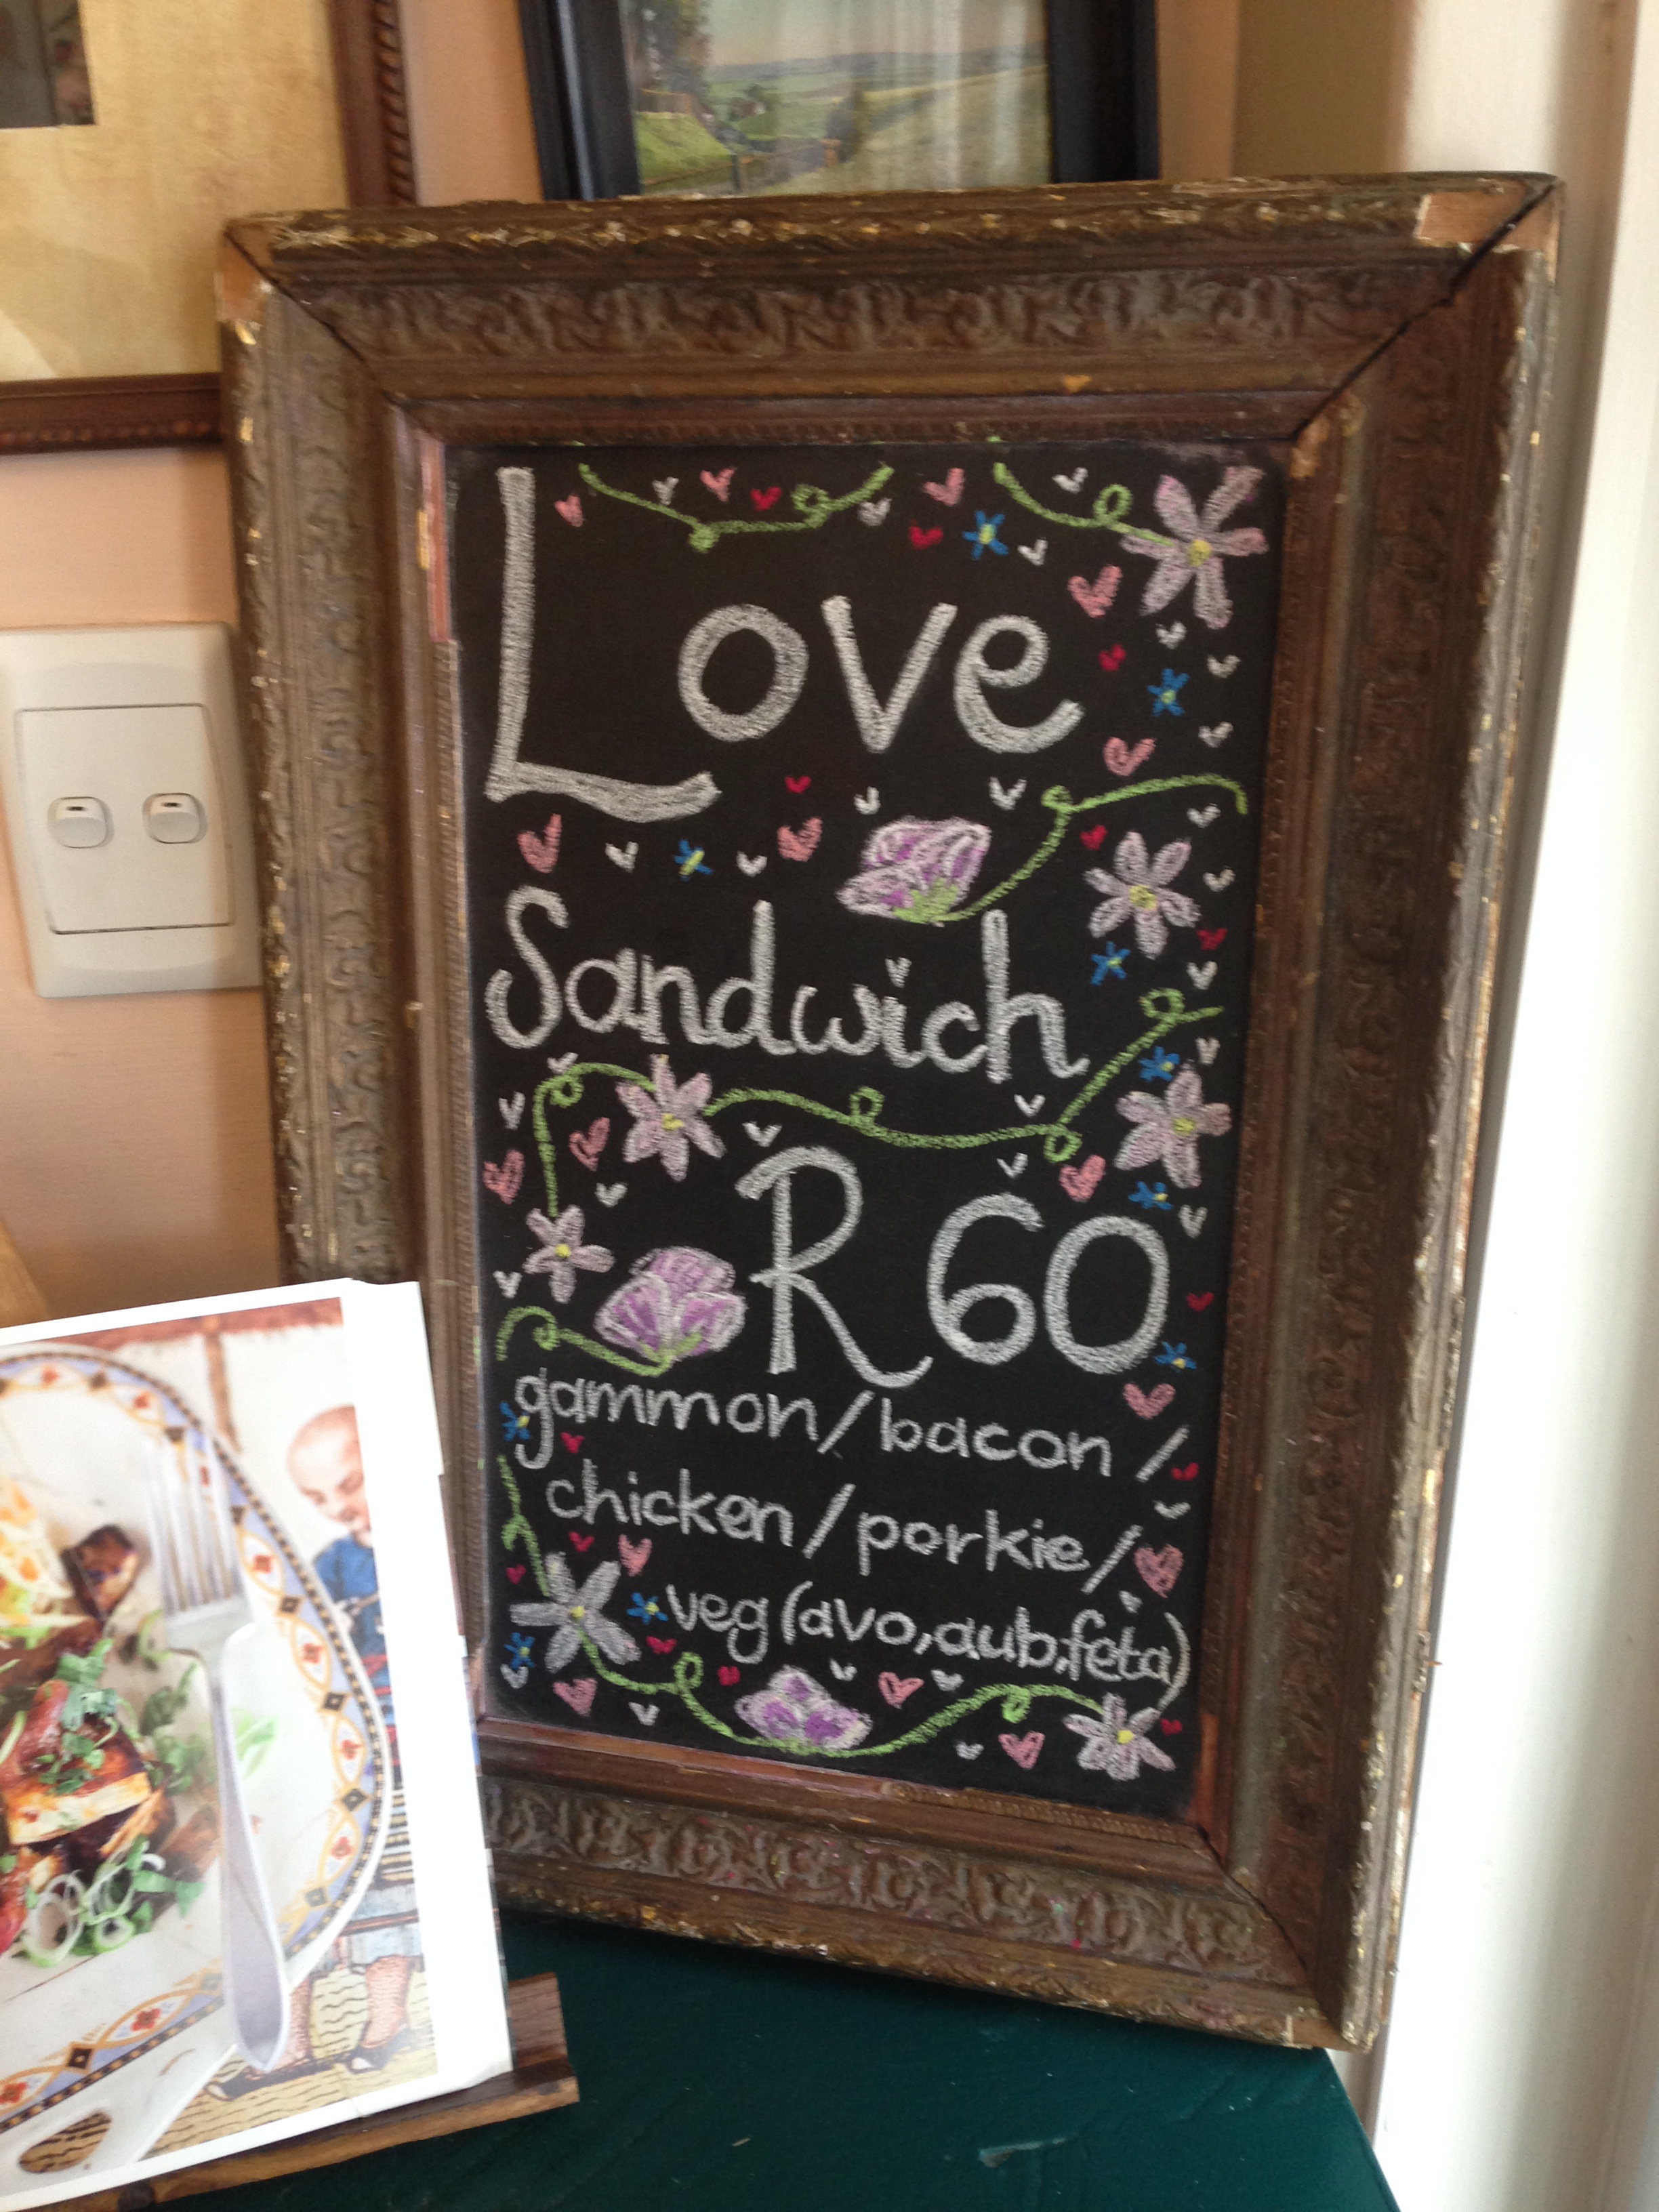 Love
Sandwich
R60
gammon/bacon/
chicken/porkie/
veg (avo, aub, feta)